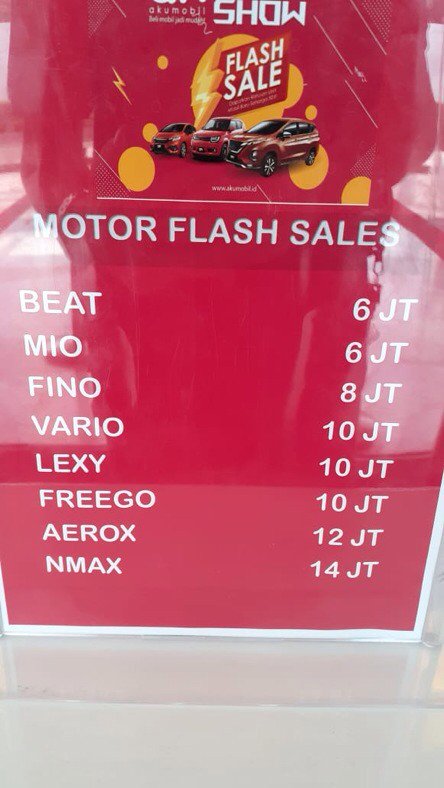 SHOW
akumobil
Beli mobil jadi mudah!
FLASH
SALE
www.akumobil.id
MOTOR FLASH SALES
BEAT 6 JT
MIO 6 JT
FINO 8 JT
VARIO 10 JT
LEXY 10 JT
FREEGO 10 JT
AEROX 12 JT
NMAX 14 JT